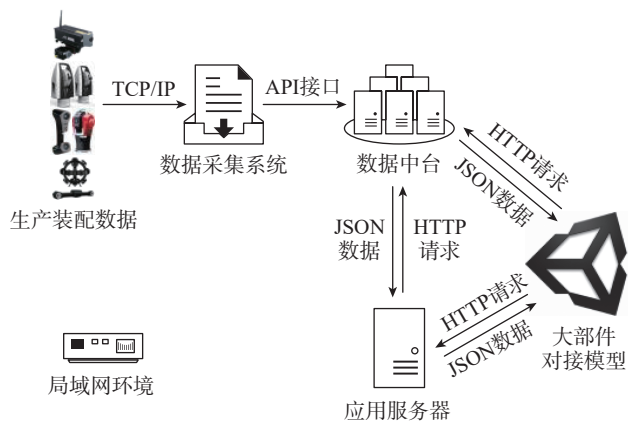 TCP/IP
API接口
数据采集系统
数据中台
生产装配数据
HTTP请求
JSON数据
JSON
数据
HTTP
请求
HTTP请求
JSON数据
大部件
对接模型
局域网环境
应用服务器